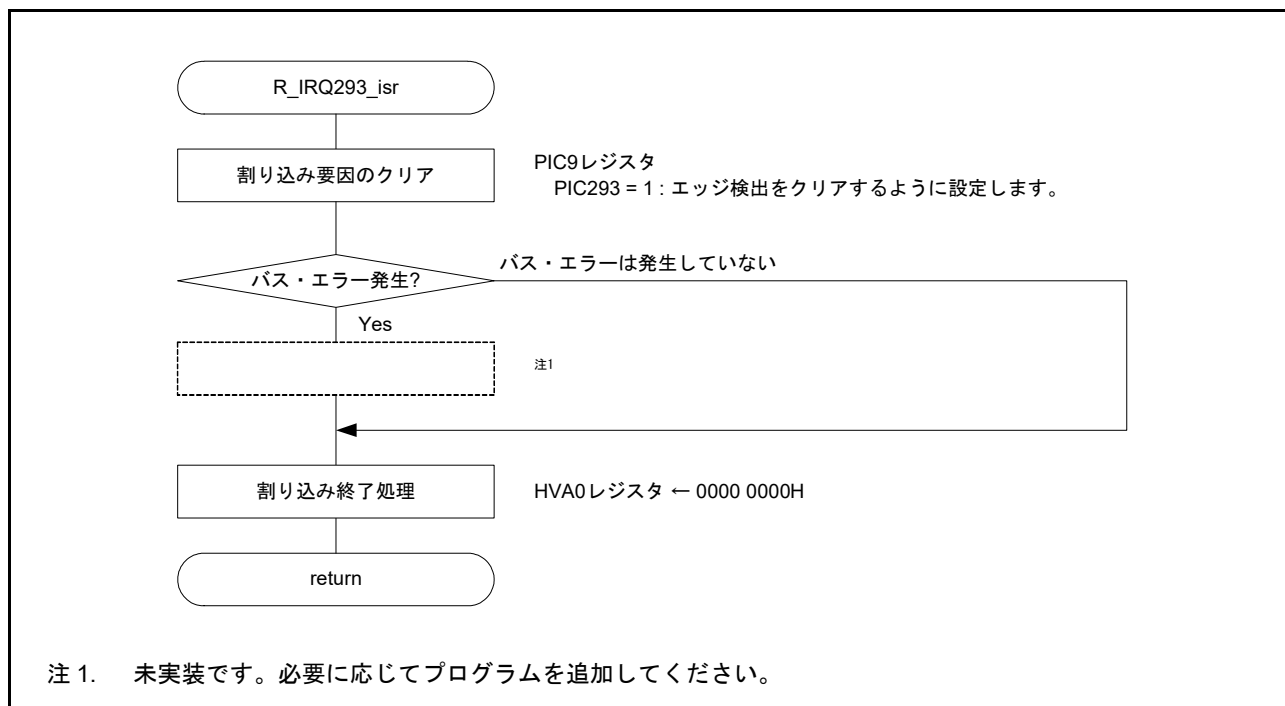 R_IRQ293_isr
割り込み要因のクリア
PIC9レジスタ
PIC293 = 1 : エッジ検出をクリアするように設定します。
バス・エラー発生?
バス・エラーは発生していない
Yes
注1
割り込み終了処理
HVA0レジスタ ← 0000 0000H
return
注 1. 未実装です。必要に応じてプログラムを追加してください。